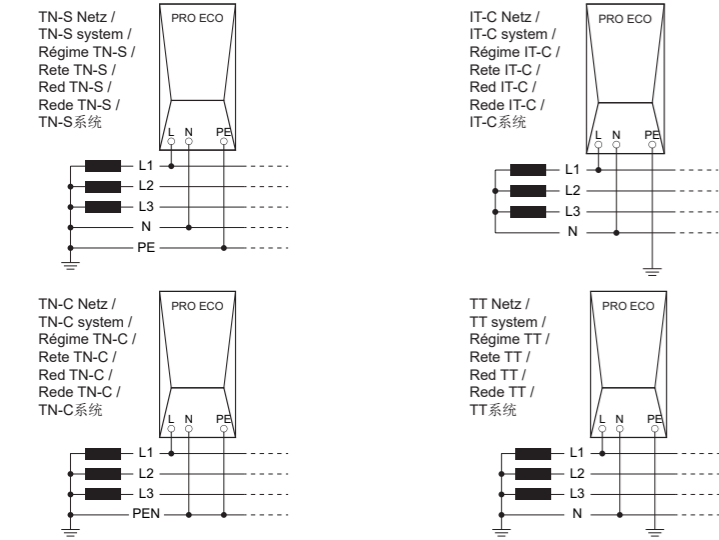 TN-S Netz /
TN-S system /
Régime TN-S /
Rete TN-S /
Red TN-S /
Rede TN-S /
TN-S系统
PRO ECO
L N PE
L1
L2
L3
N
PE
IT-C Netz /
IT-C system /
Régime IT-C /
Rete IT-C /
Red IT-C /
Rede IT-C /
IT-C系统
PRO ECO
L N PE
L1
L2
L3
N
TN-C Netz /
TN-C system /
Régime TN-C /
Rete TN-C /
Red TN-C /
Rede TN-C /
TN-C系统
PRO ECO
L N PE
L1
L2
L3
PEN
TT Netz /
TT system /
Régime TT /
Rete TT /
Red TT /
Rede TT /
TT系统
PRO ECO
L N PE
L1
L2
L3
N